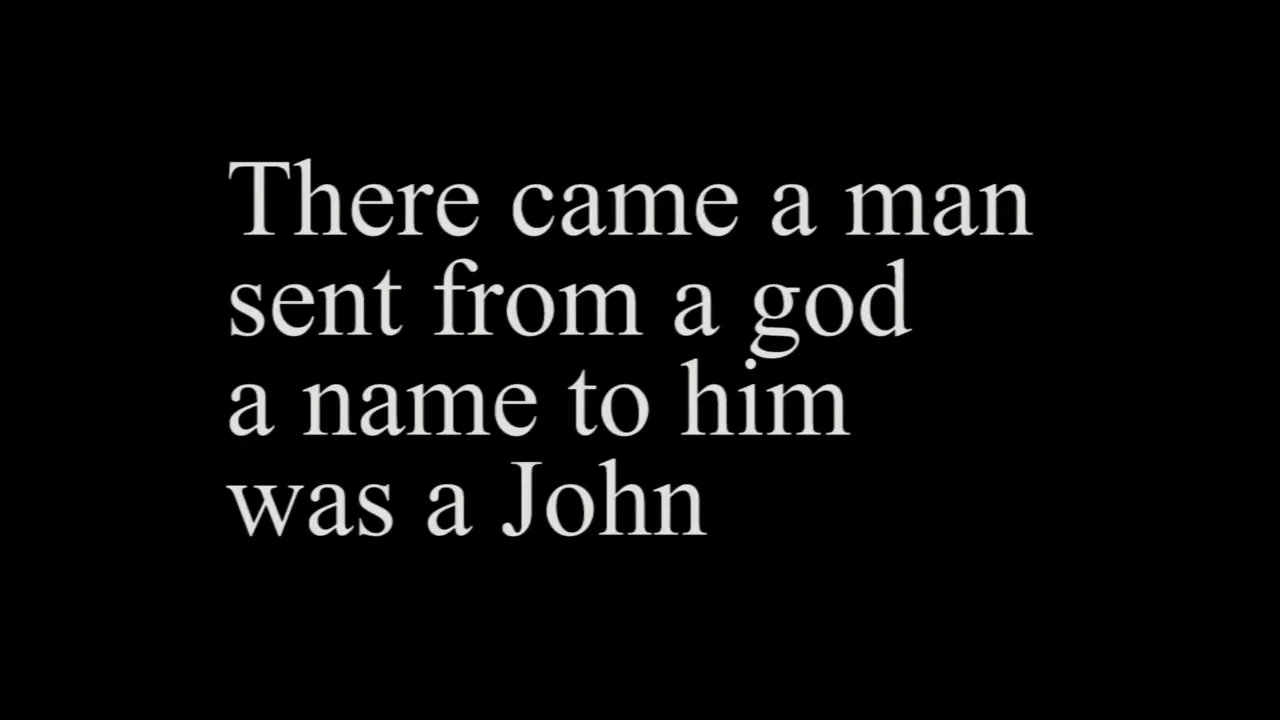 There came a man
sent from a god
a name to him
was a John